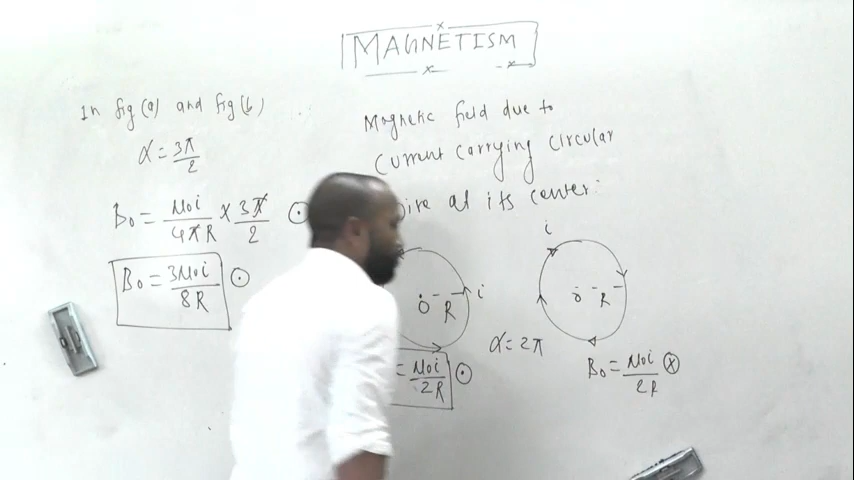 MAGNETISM
In fig(a) and fig(b)
α = 3π/2
B₀ = μ₀i/4πR × 3π/2 ⊙
B₀ = 3μ₀i/8R ⊙
Magnetic field due to
current carrying circular
at its center:
i
O R
i
O R
α = 2π
= μ₀i/2R ⊙
B₀ = μ₀i/2R ⊗